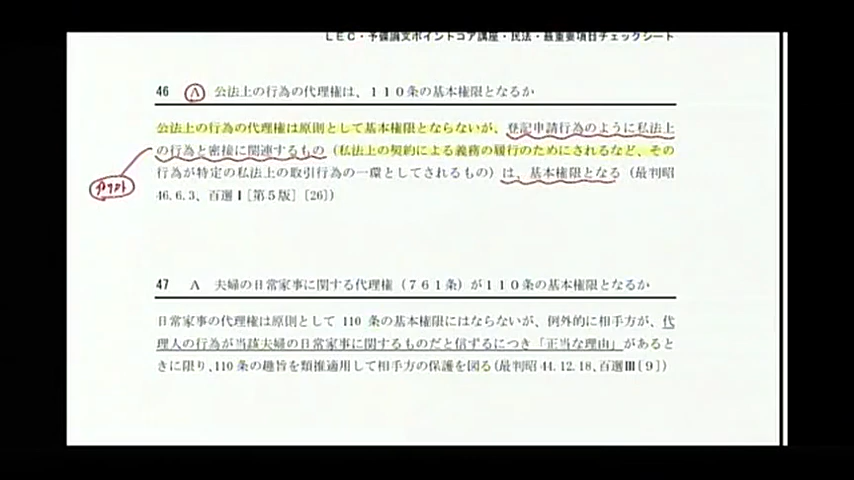 LEC・予備論文ポイントコア講座・民法・最重要項目チェックシート
46 A 公法上の行為の代理権は、110条の基本権限となるか
公法上の行為の代理権は原則として基本権限とならないが、登記申請行為のように私法上
の行為と密接に関連するもの（私法上の契約による義務の履行のためにされるなど、その
行為が特定の私法上の取引行為の一環としてされるもの）は、基本権限となる（最判昭
46.6.3、百選Ⅰ［第5版］［26］）
47 A 夫婦の日常家事に関する代理権（761条）が110条の基本権限となるか
日常家事の代理権は原則として 110 条の基本権限にはならないが、例外的に相手方が、代
理人の行為が当該夫婦の日常家事に関するものだと信ずるにつき「正当な理由」があると
きに限り、110 条の趣旨を類推適用して相手方の保護を図る（最判昭 44.12.18、百選Ⅲ［9］）